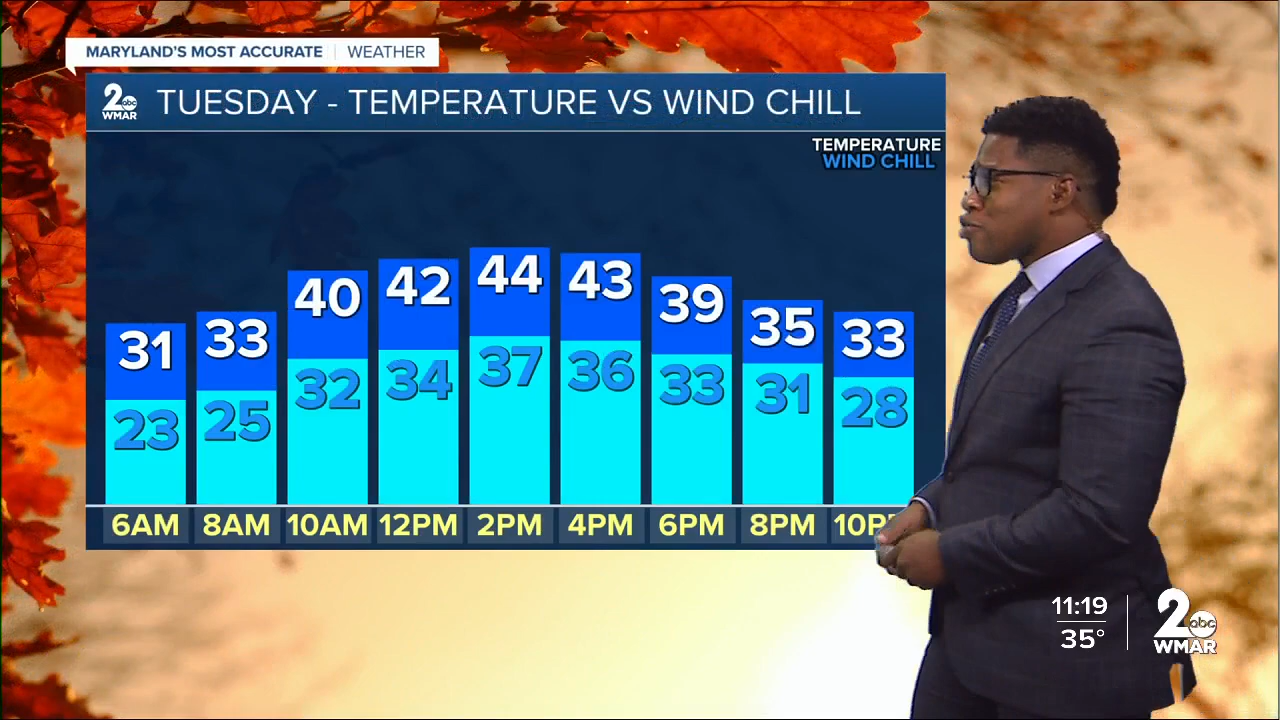 MARYLAND'S MOST ACCURATE | WEATHER
2 abc
WMAR
TUESDAY - TEMPERATURE VS WIND CHILL
TEMPERATURE
WIND CHILL
31 33 40 42 44 43 39 35 33
23 25 32 34 37 36 33 31 28
6AM 8AM 10AM 12PM 2PM 4PM 6PM 8PM 10P
11:19
35°
2 abc
WMAR